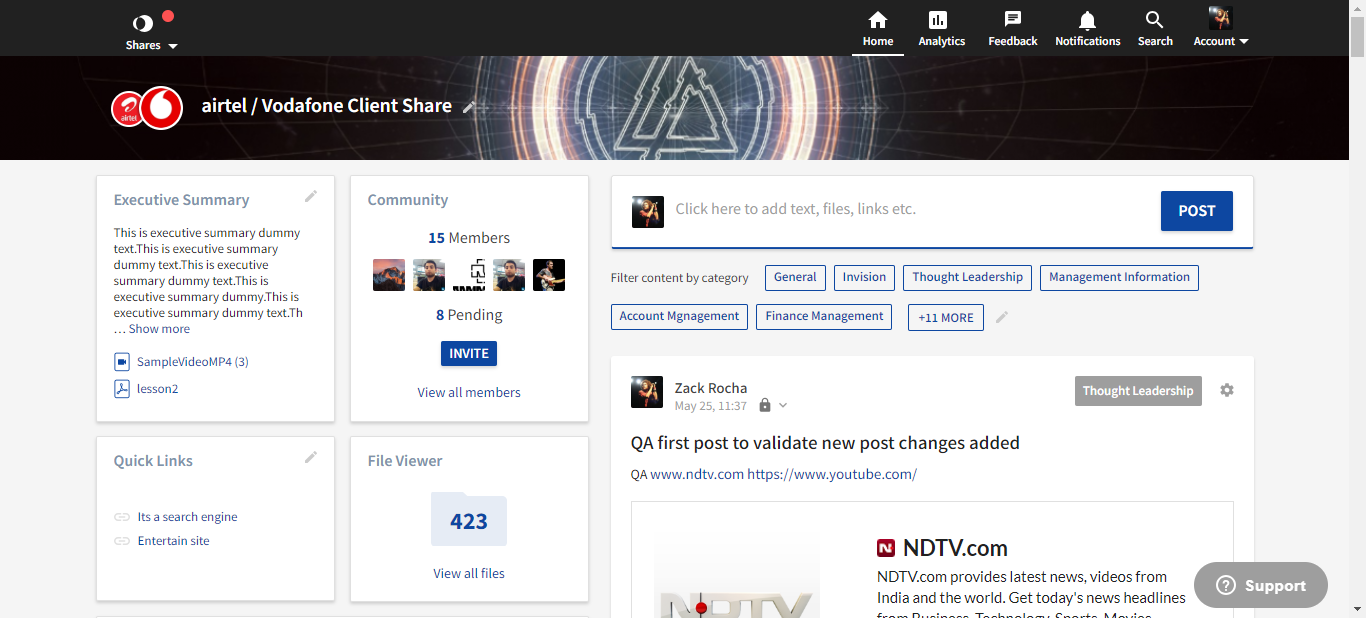 Shares
Home
Analytics
Feedback
Notifications
Search
Account
airtel
airtel / Vodafone Client Share
Executive Summary
This is executive summary dummy
text.This is executive summary
dummy text.This is executive
summary dummy text.This is
executive summary dummy.This is
executive summary dummy text.Th
… Show more
SampleVideoMP4 (3)
lesson2
Community
15 Members
8 Pending
INVITE
View all members
Quick Links
Its a search engine
Entertain site
File Viewer
423
View all files
Click here to add text, files, links etc.
POST
Filter content by category
General
Invision
Thought Leadership
Management Information
Account Mgnagement
Finance Management
+11 MORE
Zack Rocha
May 25, 11:37
Thought Leadership
QA first post to validate new post changes added
QA www.ndtv.com https://www.youtube.com/
NDTV
N NDTV.com
NDTV.com provides latest news, videos from
India and the world. Get today's news headlines
from Business, Technology, Sports, Movies
? Support